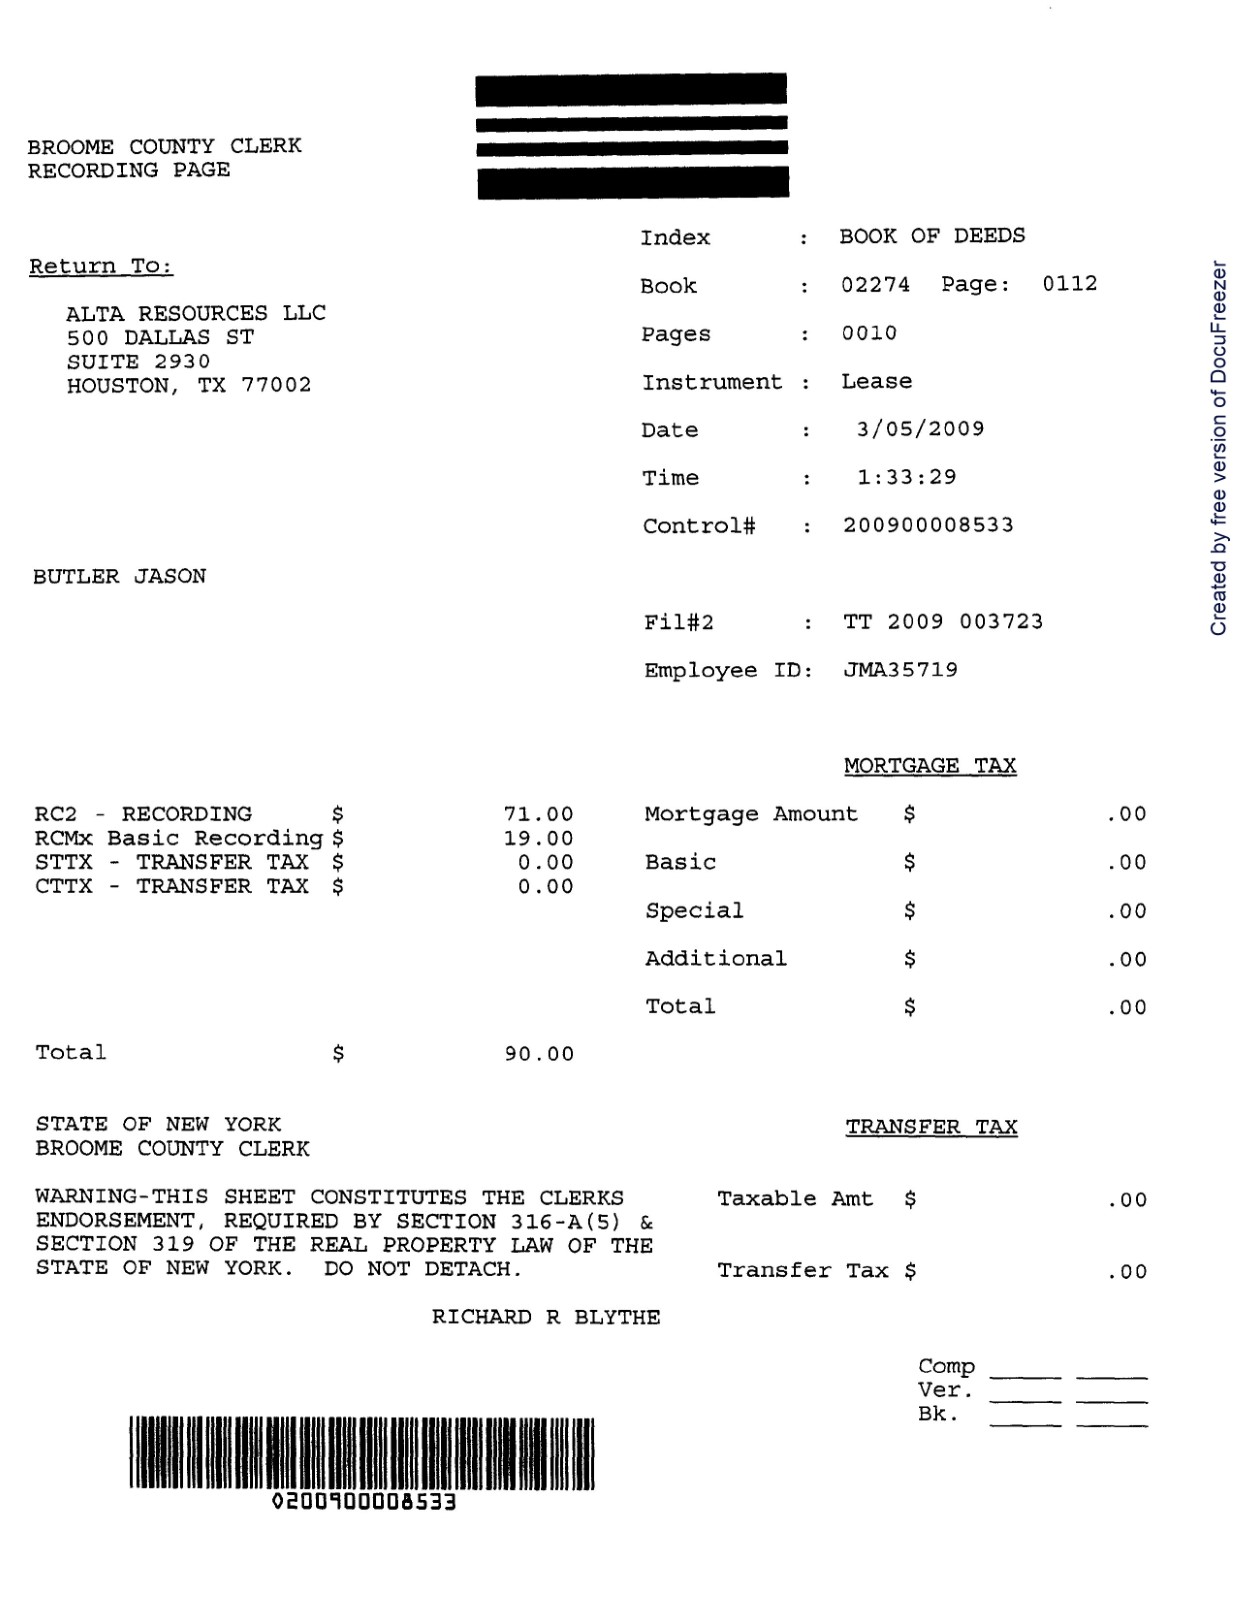 BROOME COUNTY CLERK
RECORDING PAGE
Return To:
ALTA RESOURCES LLC
500 DALLAS ST
SUITE 2930
HOUSTON, TX 77002
BUTLER JASON
Index : BOOK OF DEEDS
Book : 02274 Page: 0112
Pages : 0010
Instrument : Lease
Date : 3/05/2009
Time : 1:33:29
Control# : 200900008533
Fil#2 : TT 2009 003723
Employee ID: JMA35719
RC2 - RECORDING $ 71.00
RCMx Basic Recording $ 19.00
STTX - TRANSFER TAX $ 0.00
CTTX - TRANSFER TAX $ 0.00
Total $ 90.00
MORTGAGE TAX
Mortgage Amount $ .00
Basic $ .00
Special $ .00
Additional $ .00
Total $ .00
STATE OF NEW YORK
BROOME COUNTY CLERK
WARNING-THIS SHEET CONSTITUTES THE CLERKS
ENDORSEMENT, REQUIRED BY SECTION 316-A(5) &
SECTION 319 OF THE REAL PROPERTY LAW OF THE
STATE OF NEW YORK. DO NOT DETACH.
RICHARD R BLYTHE
TRANSFER TAX
Taxable Amt $ .00
Transfer Tax $ .00
Comp
Ver.
Bk.
0200900008533
Created by free version of DocuFreezer